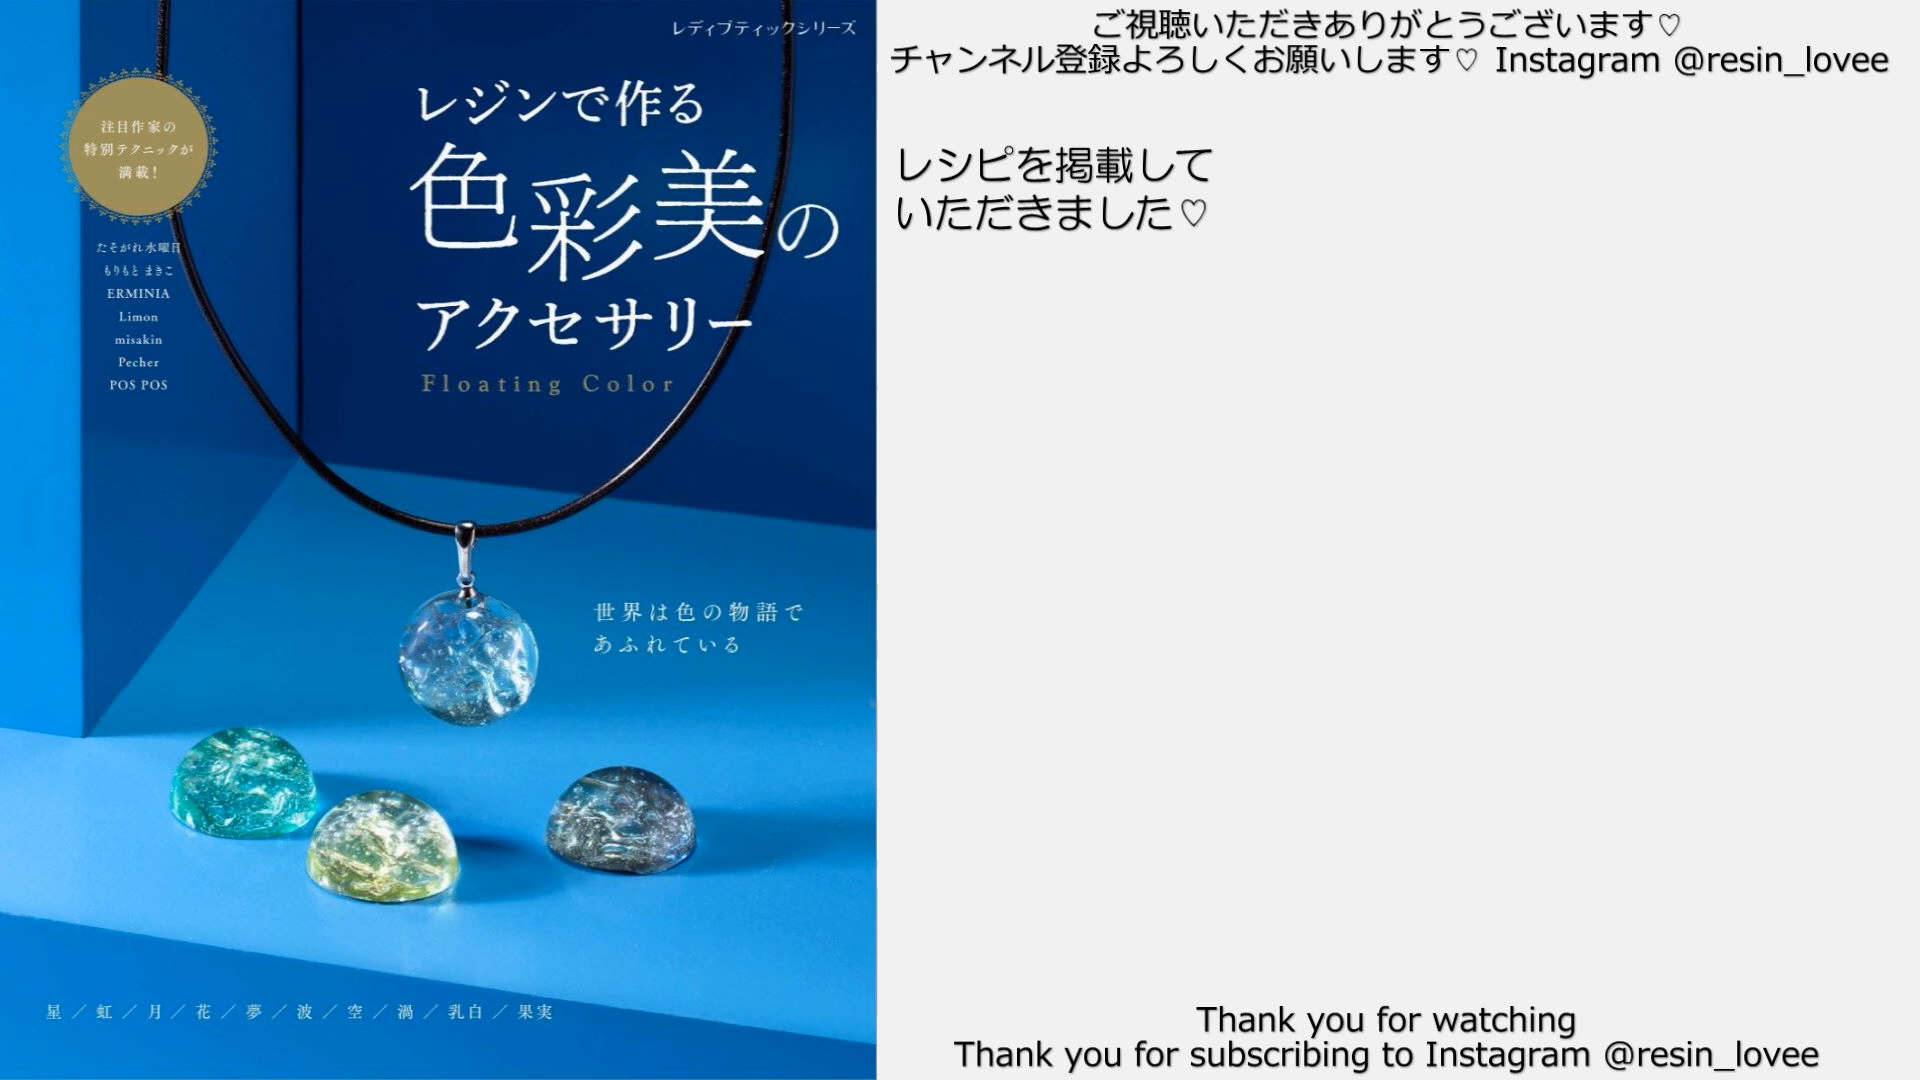 レディブティックシリーズ
レジンで作る
色彩美の
アクセサリー
Floating Color
注目作家の
特別テクニックが
満載!
たそがれ水曜日
もりもと まきこ
ERMINIA
Limon
misakin
Pecher
POS POS
世界は色の物語で
あふれている
星／虹／月／花／夢／波／空／渦／乳白／果実
ご視聴いただきありがとうございます♡
チャンネル登録よろしくお願いします♡ Instagram @resin_lovee
レシピを掲載して
いただきました♡
Thank you for watching
Thank you for subscribing to Instagram @resin_lovee